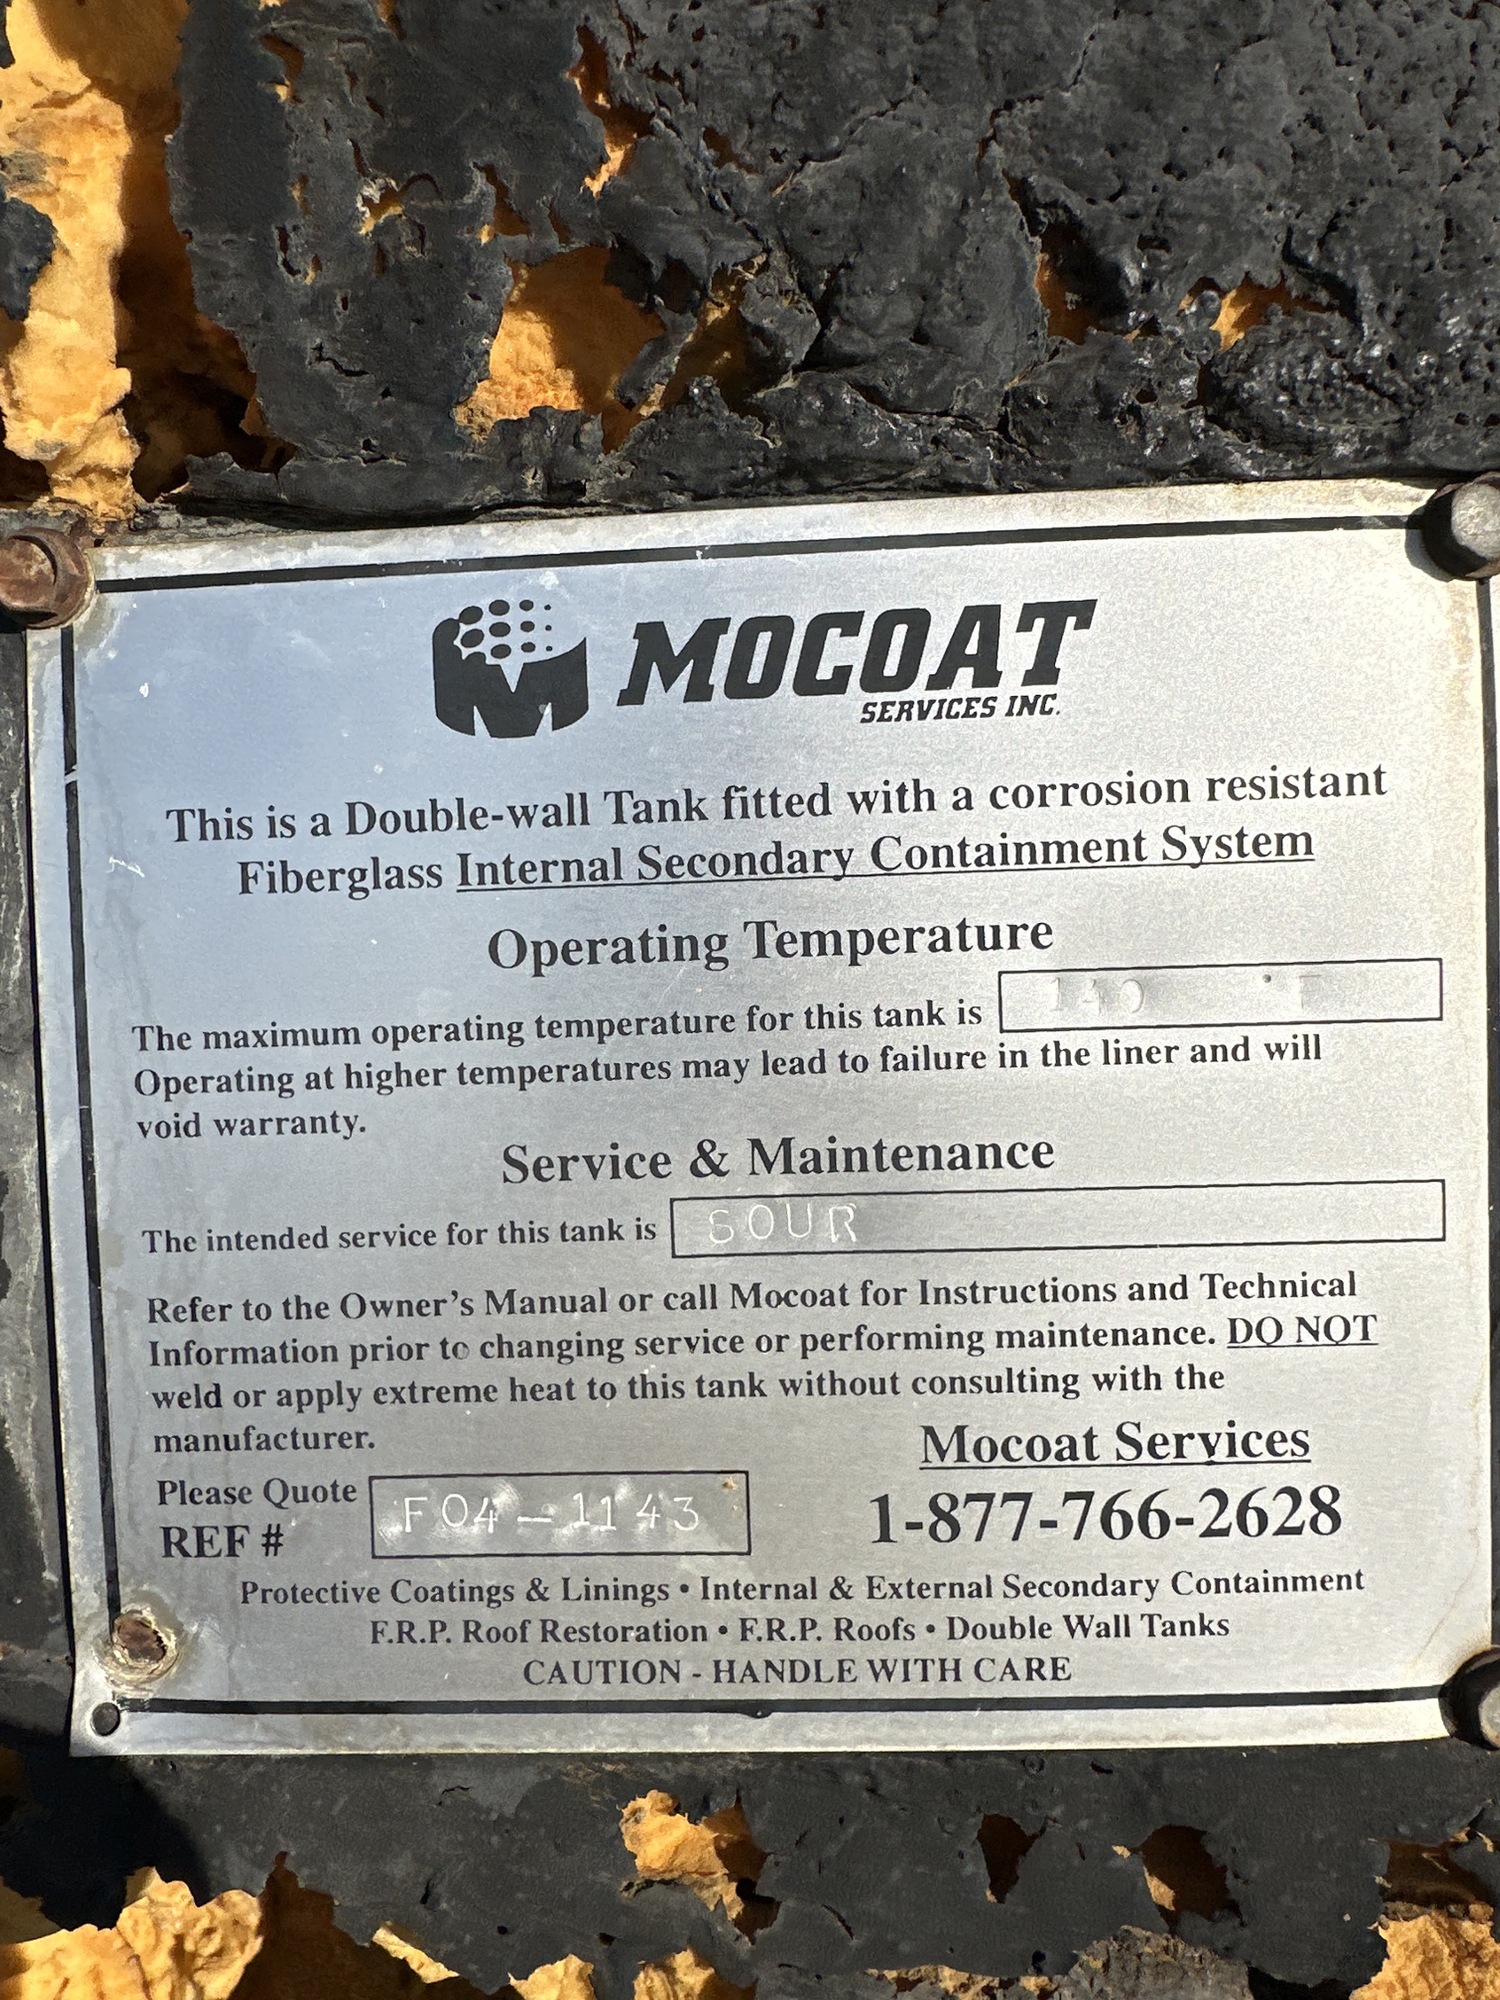 MOCOAT
SERVICES INC.
This is a Double-wall Tank fitted with a corrosion resistant
Fiberglass Internal Secondary Containment System
Operating Temperature
The maximum operating temperature for this tank is 140 °F
Operating at higher temperatures may lead to failure in the liner and will
void warranty.
Service & Maintenance
The intended service for this tank is SOUR
Refer to the Owner's Manual or call Mocoat for Instructions and Technical
Information prior to changing service or performing maintenance. DO NOT
weld or apply extreme heat to this tank without consulting with the
manufacturer.
Mocoat Services
Please Quote
REF # F04-1143
1-877-766-2628
Protective Coatings & Linings • Internal & External Secondary Containment
F.R.P. Roof Restoration • F.R.P. Roofs • Double Wall Tanks
CAUTION - HANDLE WITH CARE